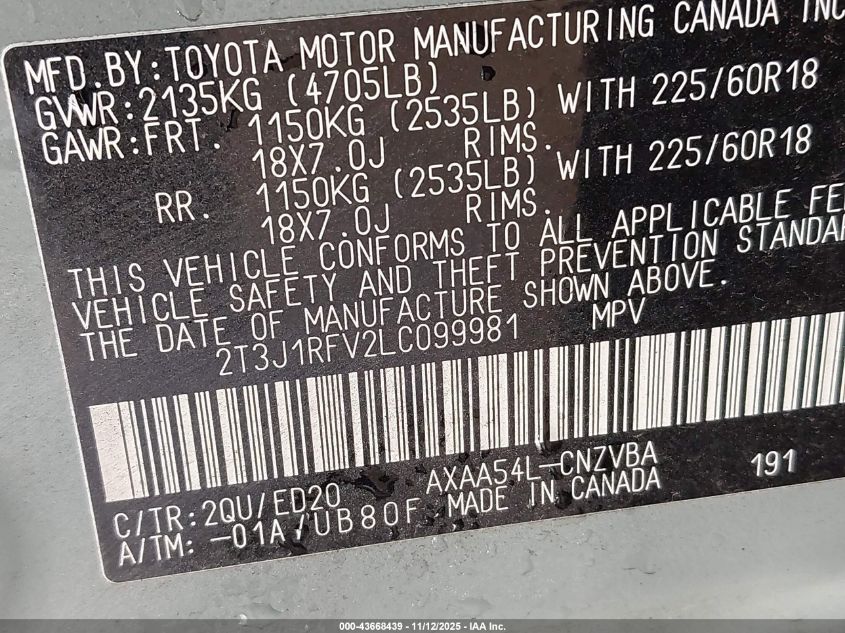 MFD.BY:TOYOTA MOTOR MANUFACTURING CANADA INC
GVWR:2135KG (4705LB)
GAWR:FRT. 1150KG (2535LB) WITH 225/60R18
18X7.0J RIMS.
RR. 1150KG (2535LB) WITH 225/60R18
18X7.0J RIMS.
THIS VEHICLE CONFORMS TO ALL APPLICABLE FE
VEHICLE SAFETY AND THEFT PREVENTION STANDAR
THE DATE OF MANUFACTURE SHOWN ABOVE.
2T3J1RFV2LC099981 MPV
C/TR:2QU/ED20 AXAA54L-CNZVBA 191
A/TM: -01A/UB80F MADE IN CANADA
000-43668439 - 11/12/2025 - IAA Inc.